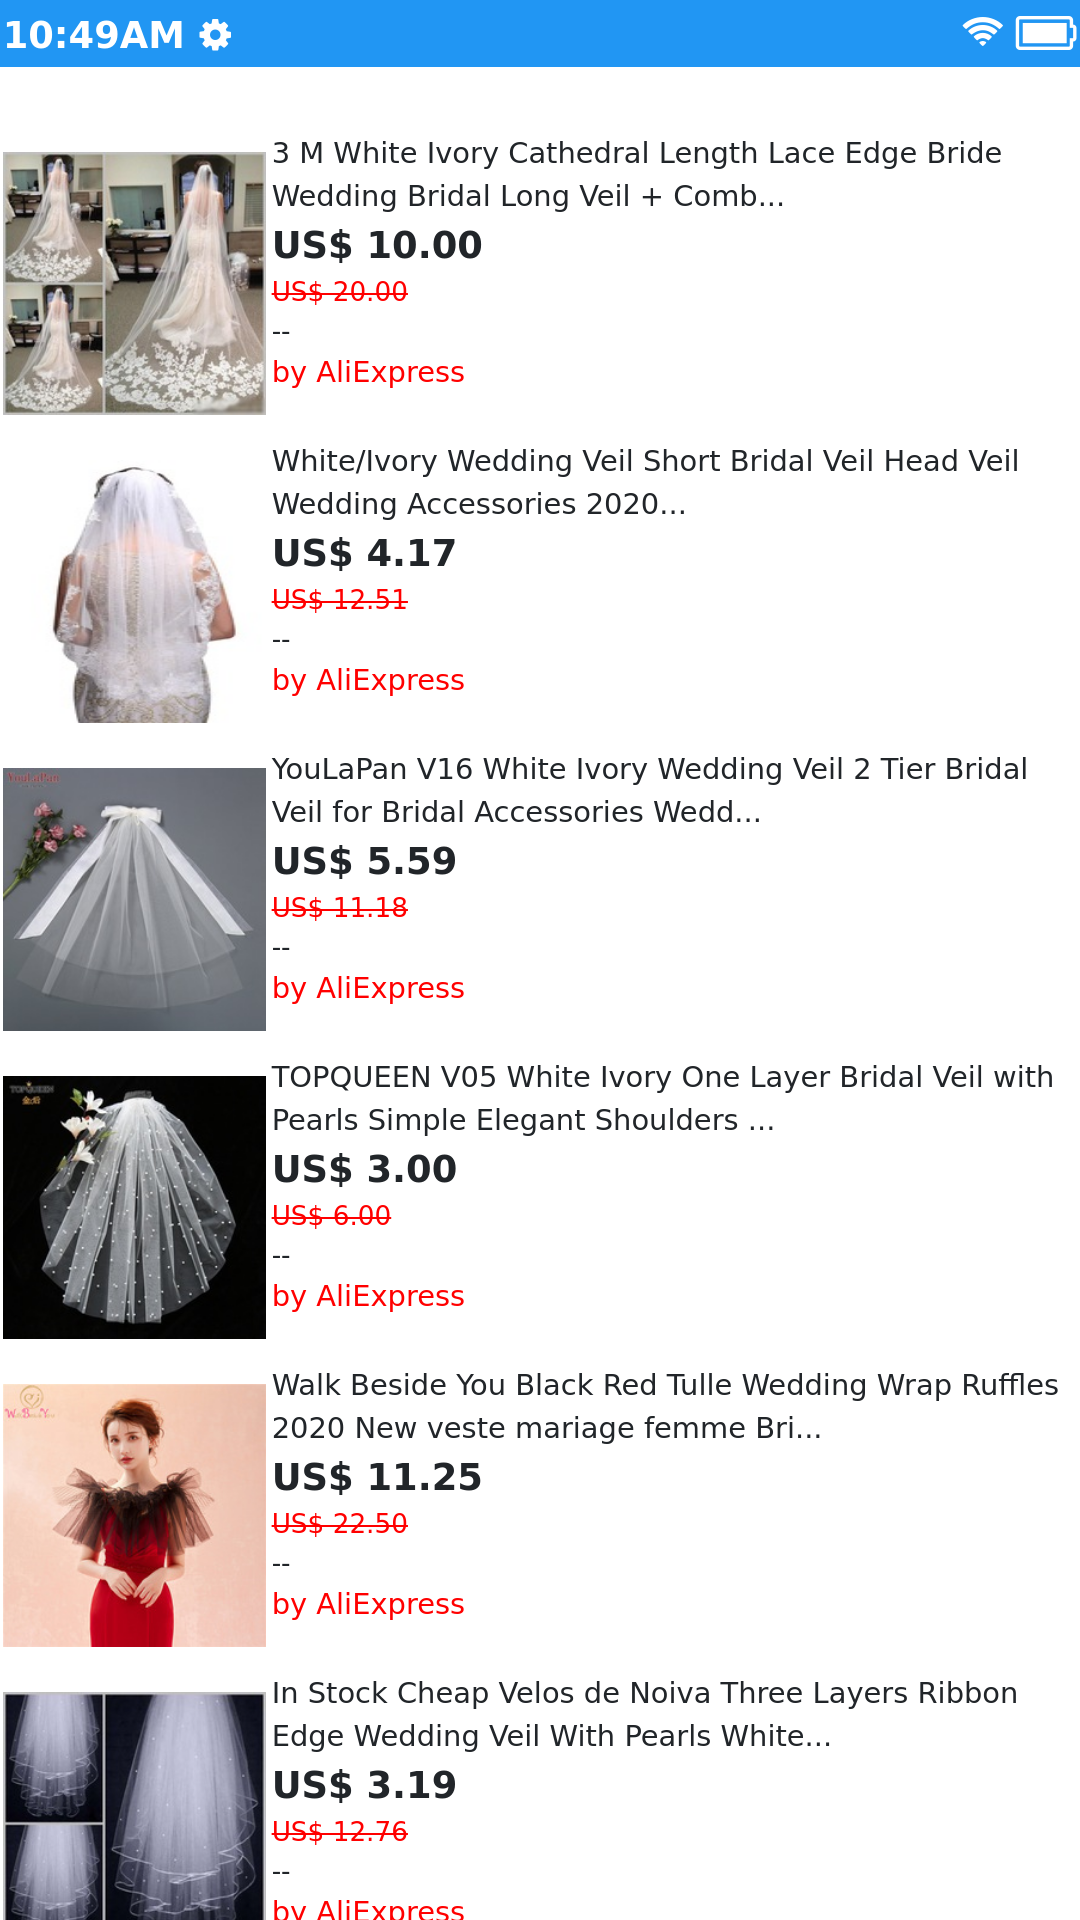 10:49AM
3 M White Ivory Cathedral Length Lace Edge Bride
Wedding Bridal Long Veil + Comb...
US$ 10.00
US$ 20.00
--
by AliExpress
White/Ivory Wedding Veil Short Bridal Veil Head Veil
Wedding Accessories 2020...
US$ 4.17
US$ 12.51
--
by AliExpress
YouLaPan
YouLaPan V16 White Ivory Wedding Veil 2 Tier Bridal
Veil for Bridal Accessories Wedd...
US$ 5.59
US$ 11.18
--
by AliExpress
TOPQUEEN
TOPQUEEN V05 White Ivory One Layer Bridal Veil with
Pearls Simple Elegant Shoulders ...
US$ 3.00
US$ 6.00
--
by AliExpress
Walk Beside You Black Red Tulle Wedding Wrap Ruffles
2020 New veste mariage femme Bri...
US$ 11.25
US$ 22.50
--
by AliExpress
In Stock Cheap Velos de Noiva Three Layers Ribbon
Edge Wedding Veil With Pearls White...
US$ 3.19
US$ 12.76
--
by AliExpress